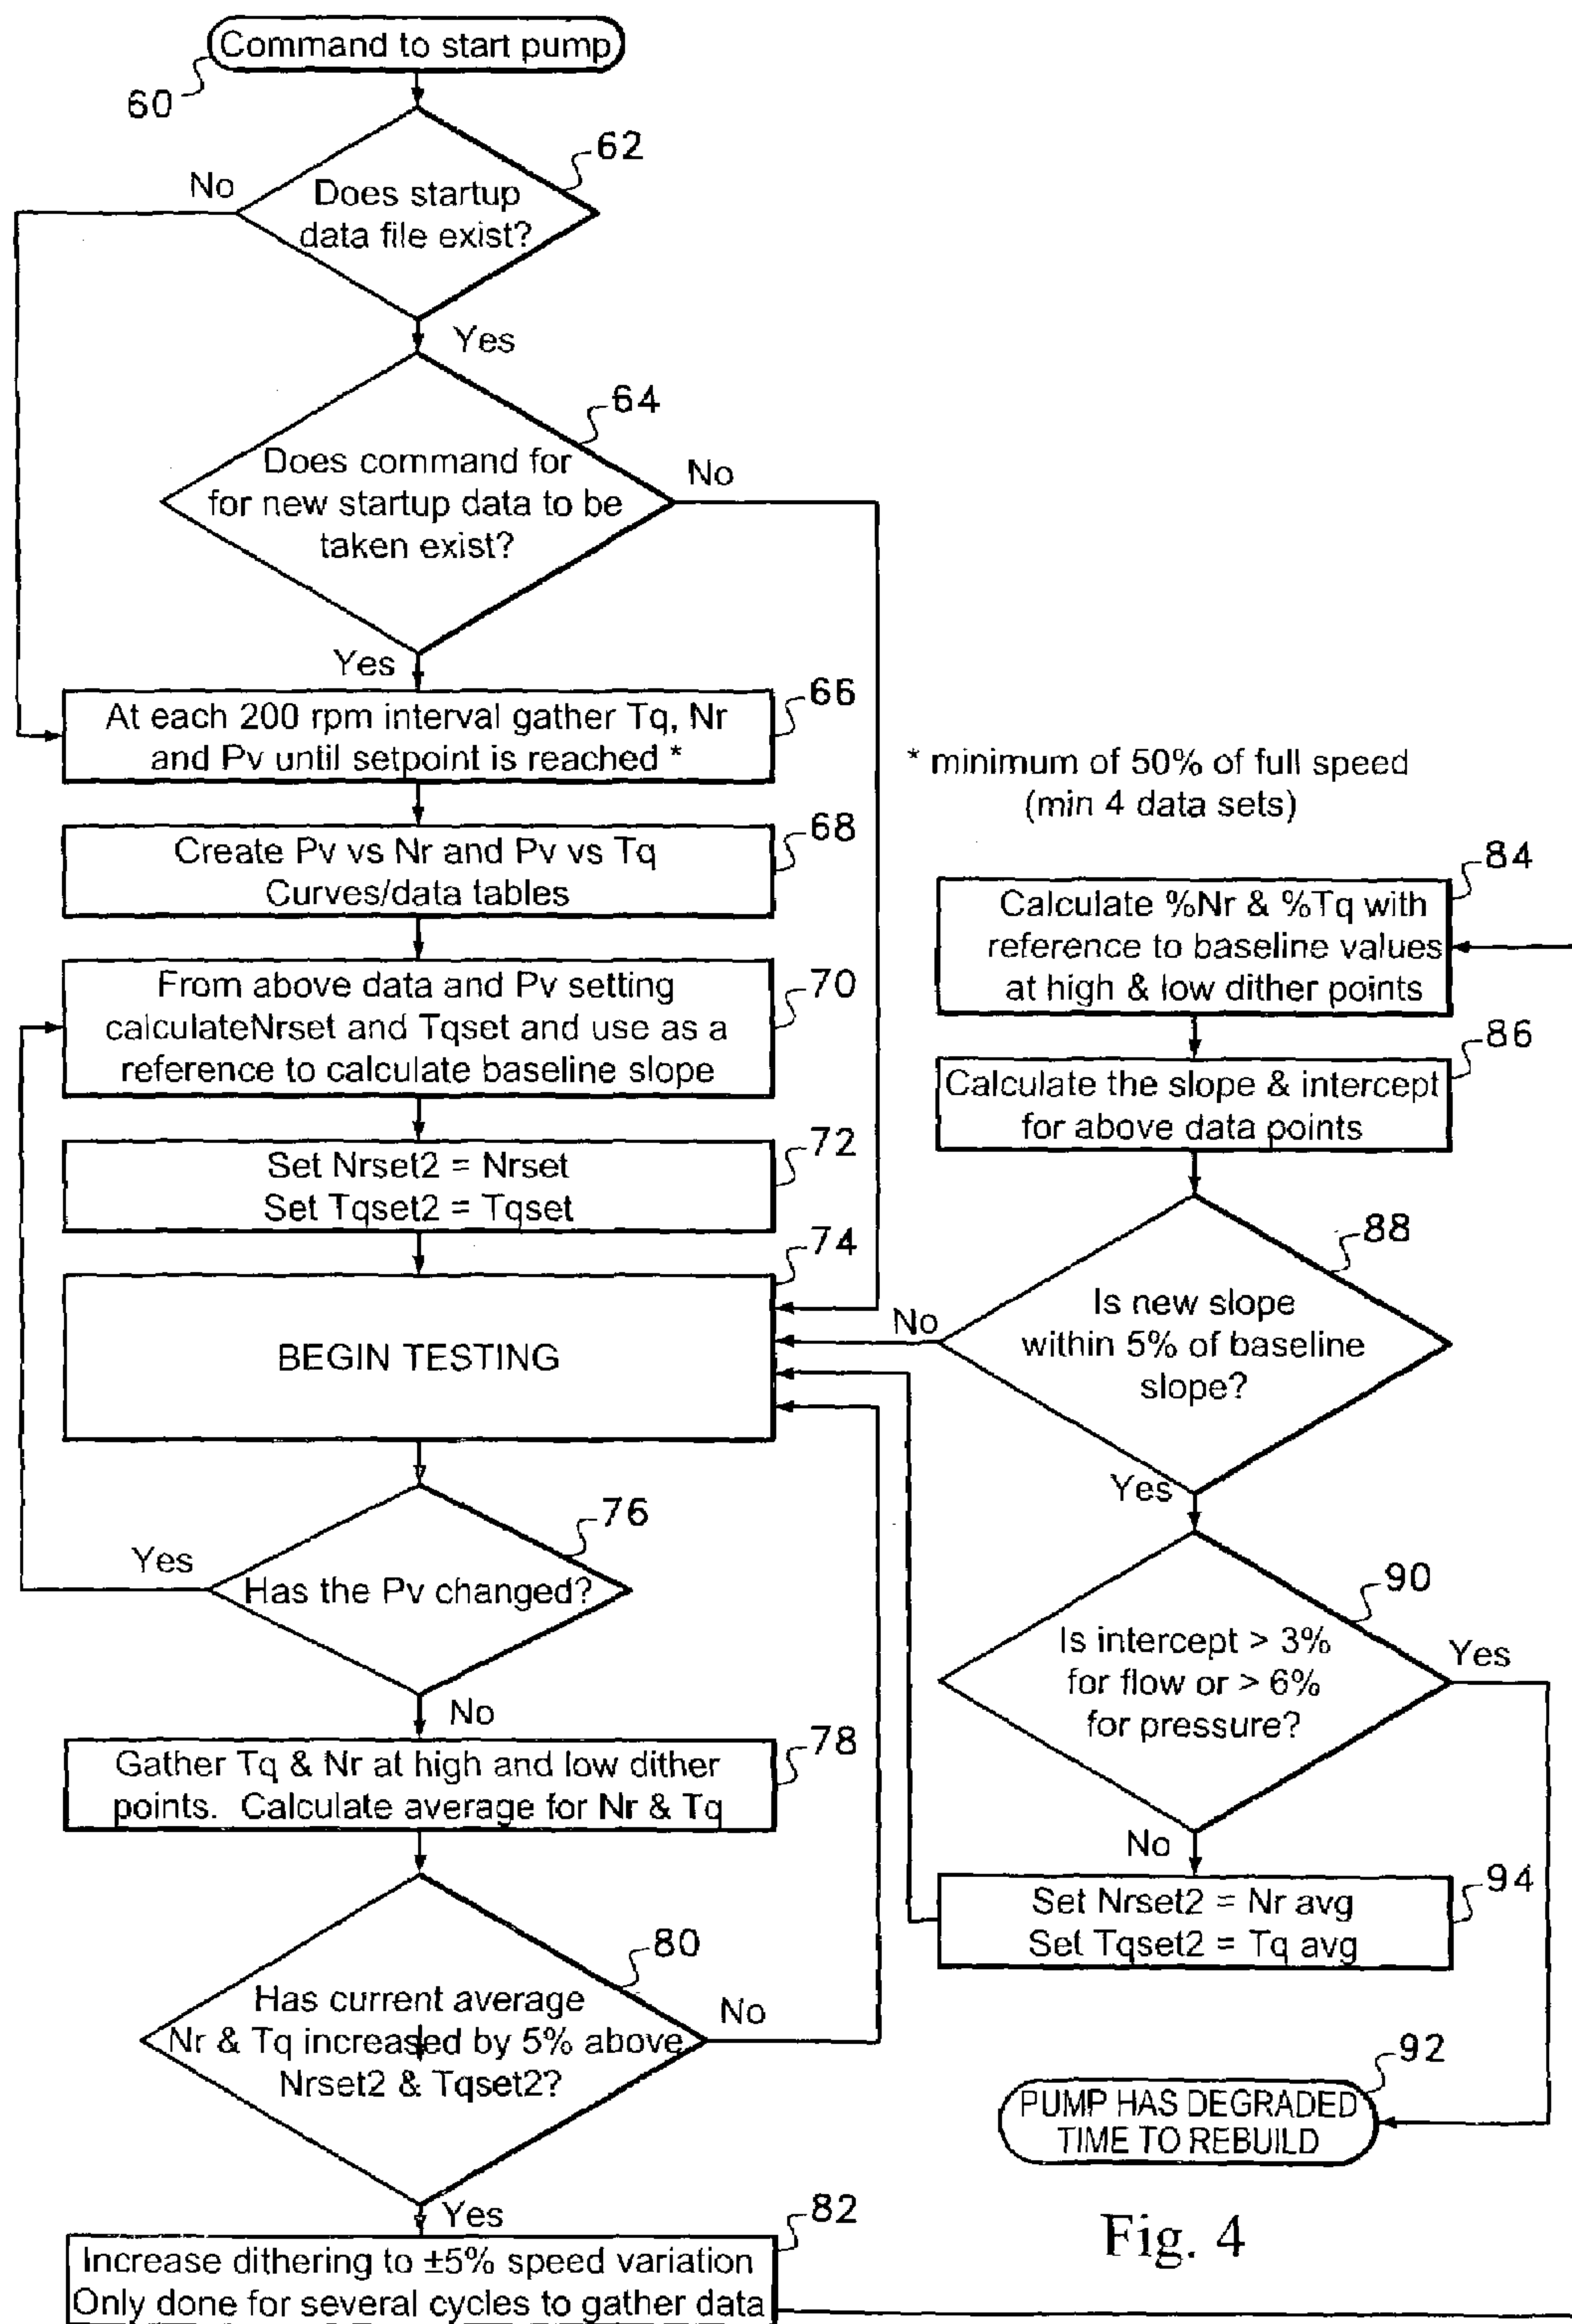 Command to start pump
60
62
No
Does startup
data file exist?
Yes
64
Does command for
for new startup data to be
taken exist?
No
Yes
66
At each 200 rpm interval gather Tq, Nr
and Pv until setpoint is reached *
68
Create Pv vs Nr and Pv vs Tq
Curves/data tables
70
From above data and Pv setting
calculateNrset and Tqset and use as a
reference to calculate baseline slope
72
Set Nrset2 = Nrset
Set Tqset2 = Tqset
74
BEGIN TESTING
76
Yes
Has the Pv changed?
No
78
Gather Tq & Nr at high and low dither
points. Calculate average for Nr & Tq
80
Has current average
Nr & Tq increased by 5% above
Nrset2 & Tqset2?
No
Yes
82
Increase dithering to ±5% speed variation
Only done for several cycles to gather data
* minimum of 50% of full speed
(min 4 data sets)
84
Calculate %Nr & %Tq with
reference to baseline values
at high & low dither points
86
Calculate the slope & intercept
for above data points
88
No
Is new slope
within 5% of baseline
slope?
Yes
90
Is intercept > 3%
for flow or > 6%
for pressure?
Yes
No
94
Set Nrset2 = Nr avg
Set Tqset2 = Tq avg
92
PUMP HAS DEGRADED
TIME TO REBUILD
Fig. 4